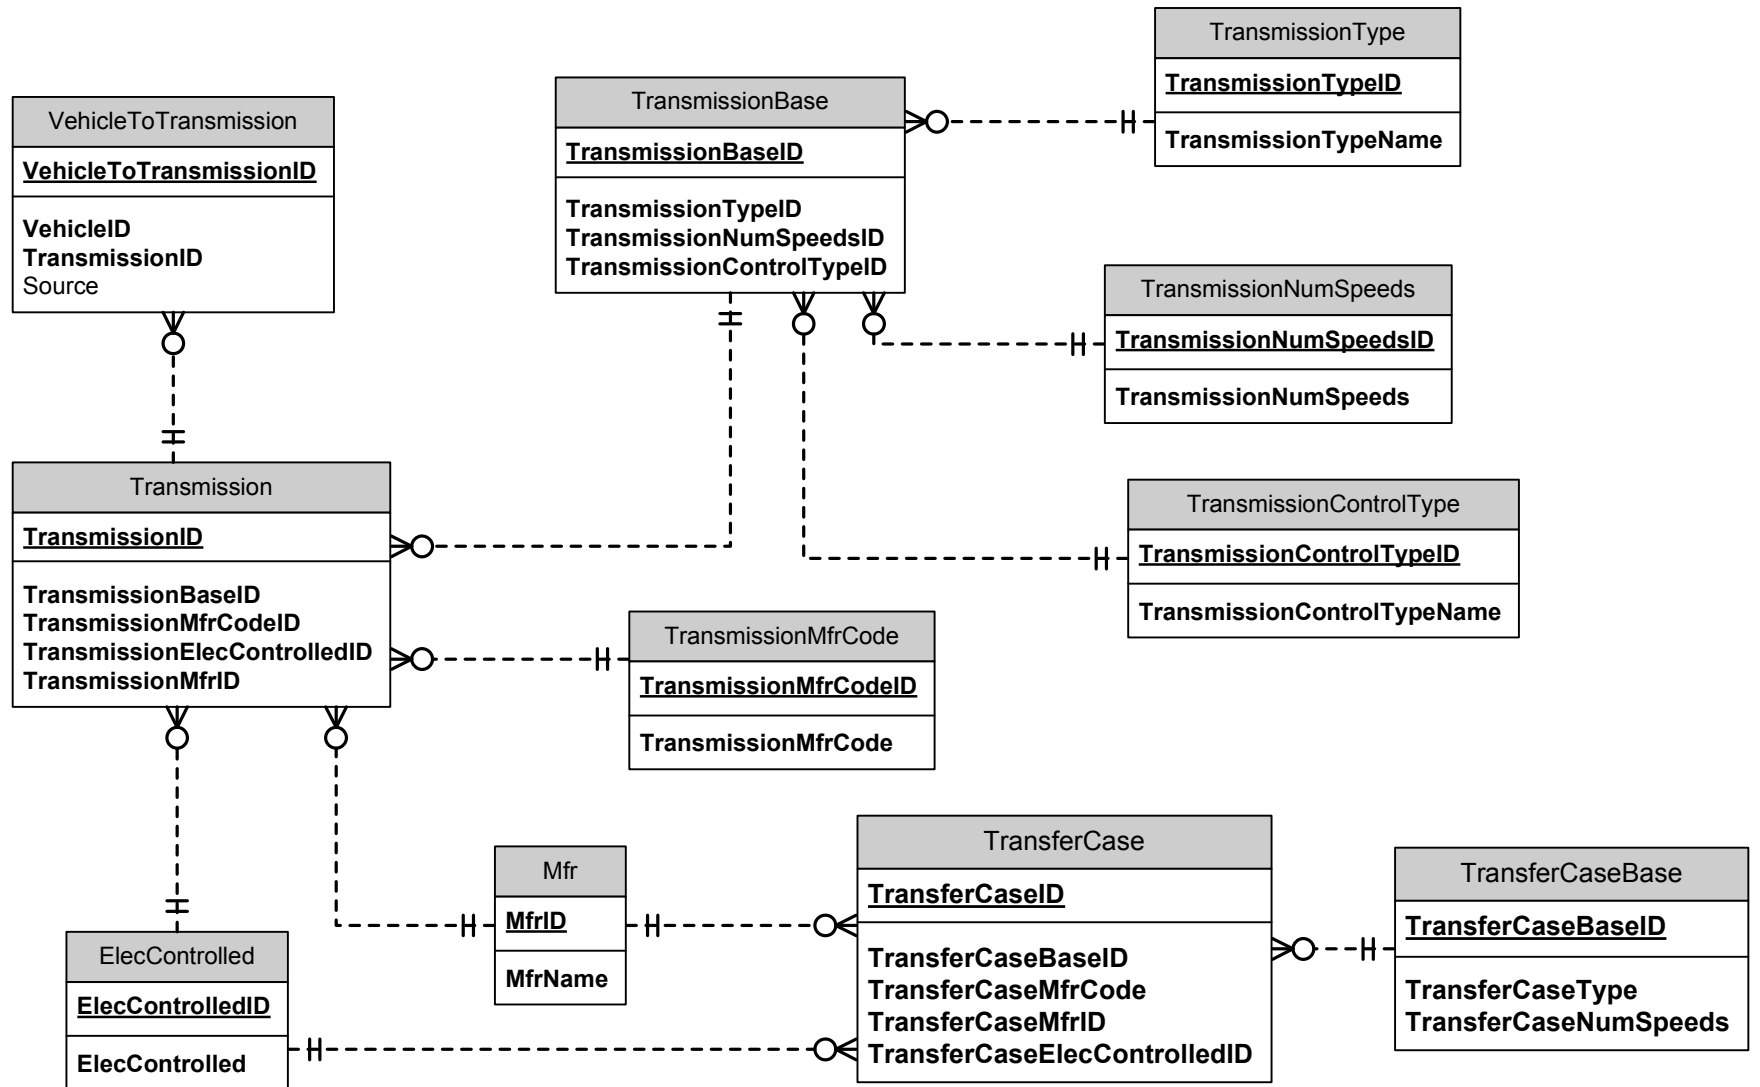 TransmissionType
TransmissionTypeID
TransmissionTypeName
TransmissionBase
TransmissionBaseID
TransmissionTypeID
TransmissionNumSpeedsID
TransmissionControlTypeID
VehicleToTransmission
VehicleToTransmissionID
VehicleID
TransmissionID
Source
TransmissionNumSpeeds
TransmissionNumSpeedsID
TransmissionNumSpeeds
Transmission
TransmissionID
TransmissionBaseID
TransmissionMfrCodeID
TransmissionElecControlledID
TransmissionMfrID
TransmissionControlType
TransmissionControlTypeID
TransmissionControlTypeName
TransmissionMfrCode
TransmissionMfrCodeID
TransmissionMfrCode
Mfr
MfrID
MfrName
TransferCase
TransferCaseID
TransferCaseBaseID
TransferCaseMfrCode
TransferCaseMfrID
TransferCaseElecControlledID
TransferCaseBase
TransferCaseBaseID
TransferCaseType
TransferCaseNumSpeeds
ElecControlled
ElecControlledID
ElecControlled